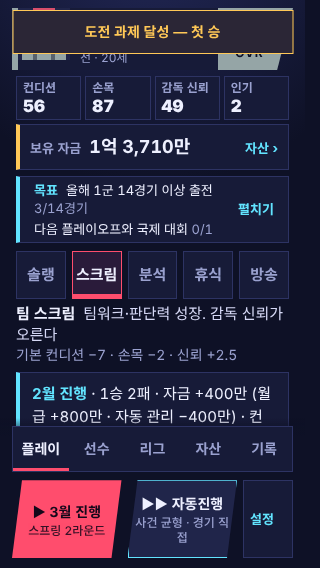 도전 과제 달성 — 첫 승
전 · 20세
OVR
컨디션
56
손목
87
감독 신뢰
49
인기
2
보유 자금 1억 3,710만
자산 ›
목표 올해 1군 14경기 이상 출전
3/14경기
펼치기
다음 플레이오프와 국제 대회 0/1
솔랭
스크림
분석
휴식
방송
팀 스크림 팀워크·판단력 성장. 감독 신뢰가
오른다
기본 컨디션 −7 · 손목 −2 · 신뢰 +2.5
2월 진행 · 1승 2패 · 자금 +400만 (월
급 +800만 · 자동 관리 −400만) · 컨
플레이
선수
리그
자산
기록
▶ 3월 진행
스프링 2라운드
▶▶ 자동진행
사건 균형 · 경기 직
접
설정